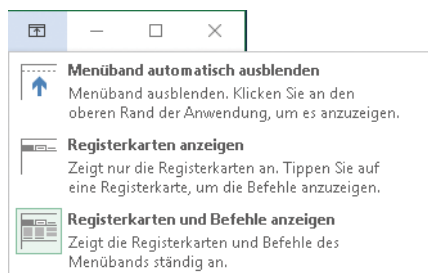 Menüband automatisch ausblenden
Menüband ausblenden. Klicken Sie an den
oberen Rand der Anwendung, um es anzuzeigen.
Registerkarten anzeigen
Zeigt nur die Registerkarten an. Tippen Sie auf
eine Registerkarte, um die Befehle anzuzeigen.
Registerkarten und Befehle anzeigen
Zeigt die Registerkarten und Befehle des
Menübands ständig an.